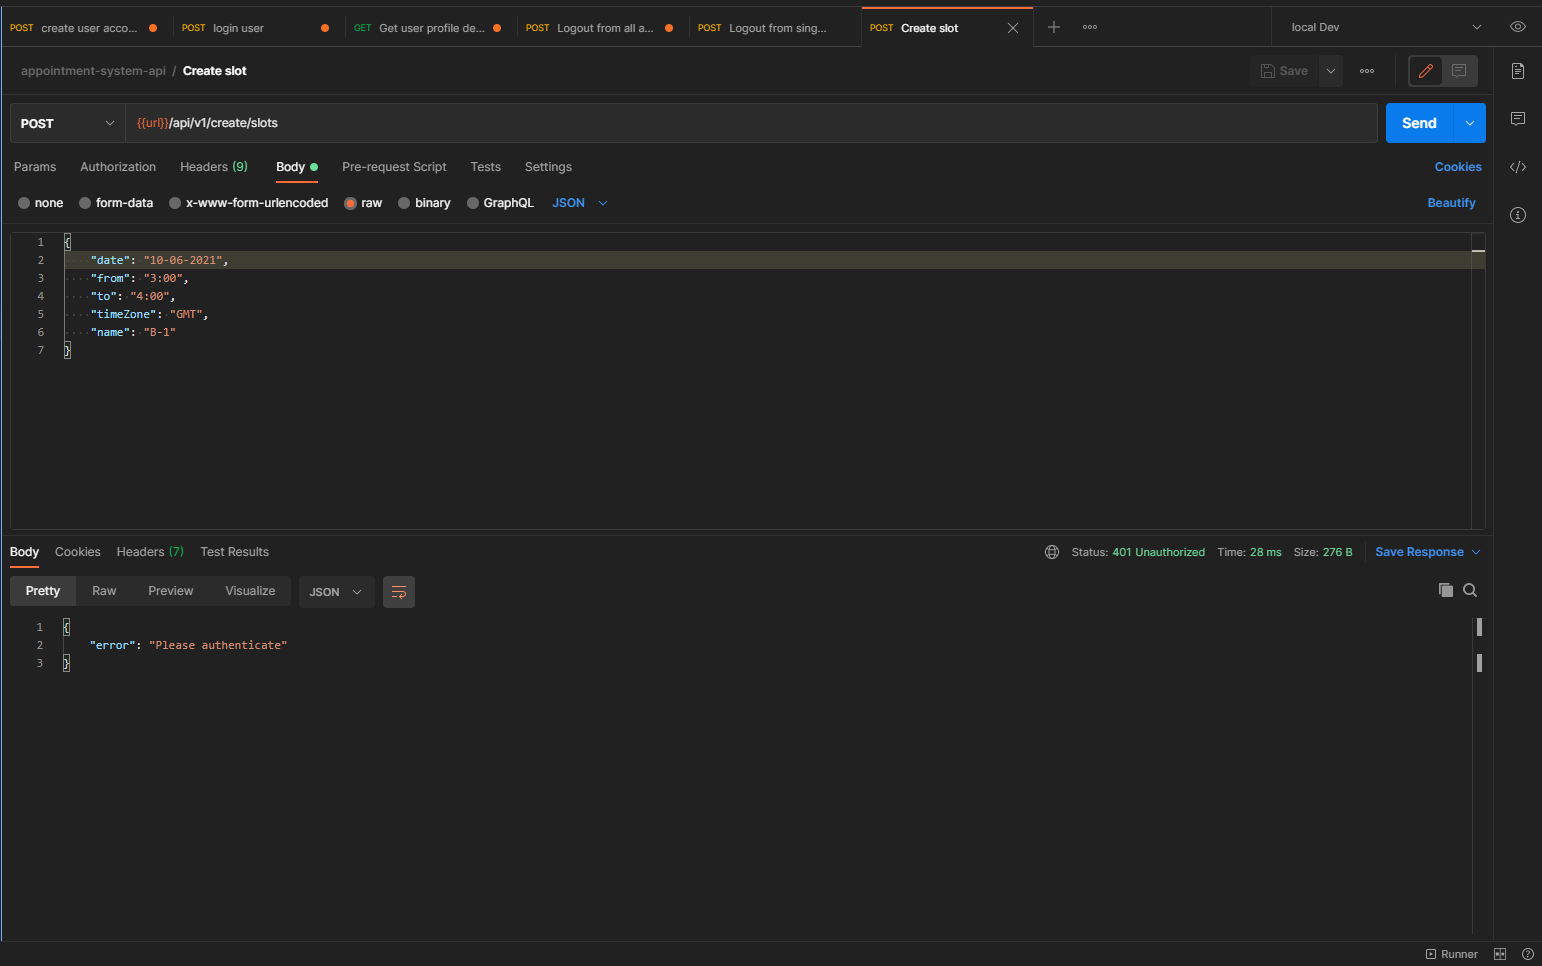 POST create user acco... POST login user GET Get user profile de... POST Logout from all a... POST Logout from sing... POST Create slot local Dev
appointment-system-api / Create slot Save
POST {{url}}/api/v1/create/slots Send
Params Authorization Headers (9) Body Pre-request Script Tests Settings Cookies
none form-data x-www-form-urlencoded raw binary GraphQL JSON Beautify
1 {
2 "date": "10-06-2021",
3 "from": "3:00",
4 "to": "4:00",
5 "timeZone": "GMT",
6 "name": "B-1"
7 }
Body Cookies Headers (7) Test Results Status: 401 Unauthorized Time: 28 ms Size: 276 B Save Response
Pretty Raw Preview Visualize JSON
1 {
2 "error": "Please authenticate"
3 }
Runner